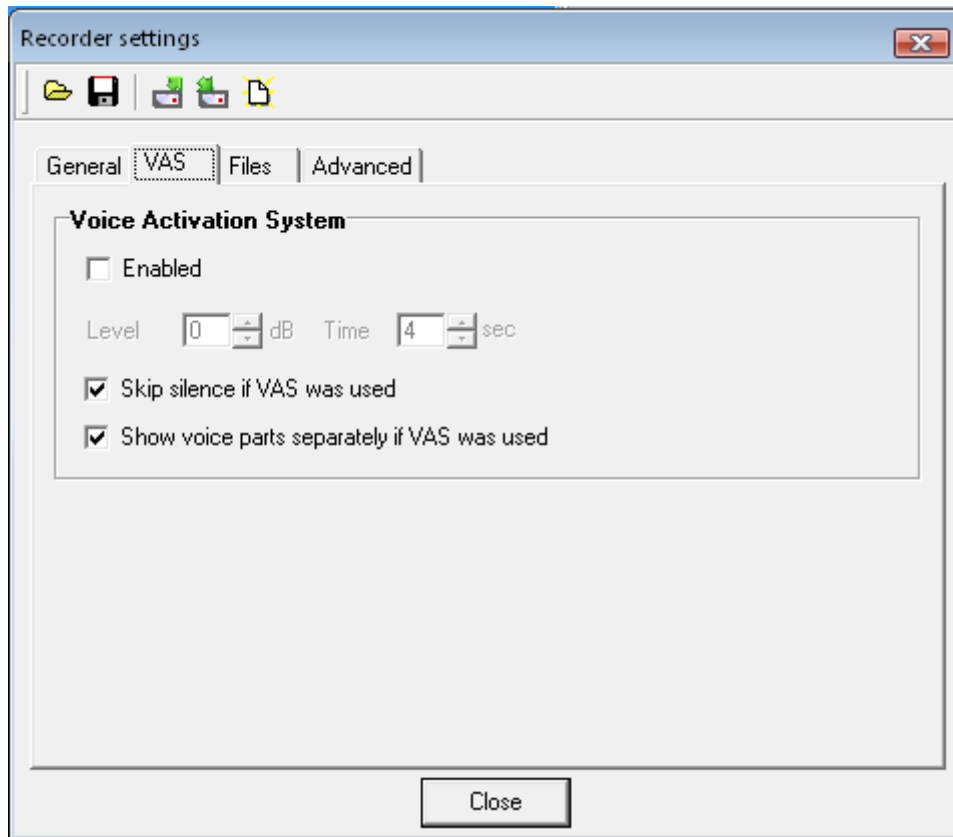 Recorder settings
General VAS Files Advanced
Voice Activation System
Enabled
Level 0 dB Time 4 sec
Skip silence if VAS was used
Show voice parts separately if VAS was used
Close